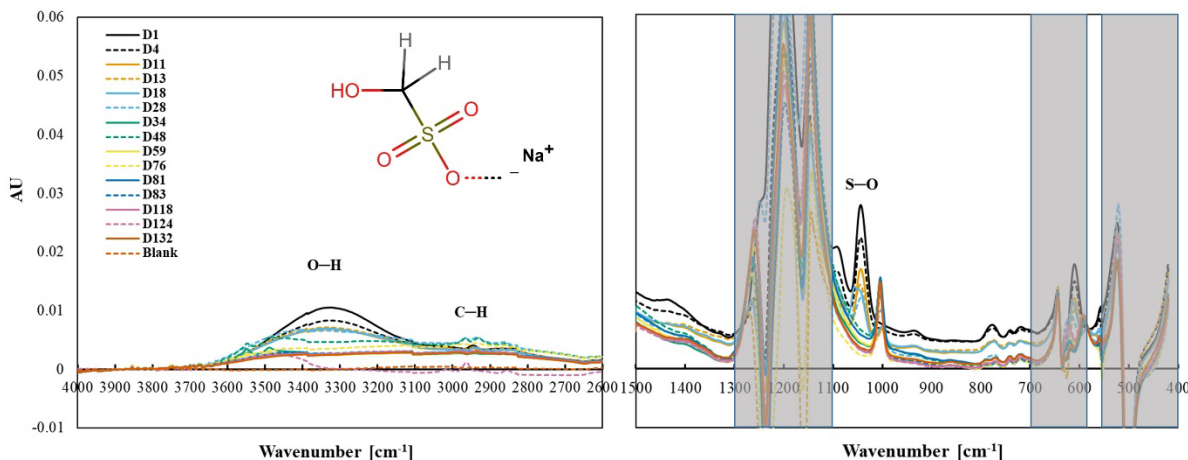 0.06
0.05
0.04
0.03
0.02
0.01
0
-0.01
AU
D1
D4
D11
D13
D18
D28
D34
D48
D59
D76
D81
D83
D118
D124
D132
Blank
H
H
HO
S
O
O
O
−
Na+
O—H
C—H
4000 3900 3800 3700 3600 3500 3400 3300 3200 3100 3000 2900 2800 2700 2600
Wavenumber [cm-1]
S—O
1500 1400 1300 1200 1100 1000 900 800 700 600 500 400
Wavenumber [cm-1]